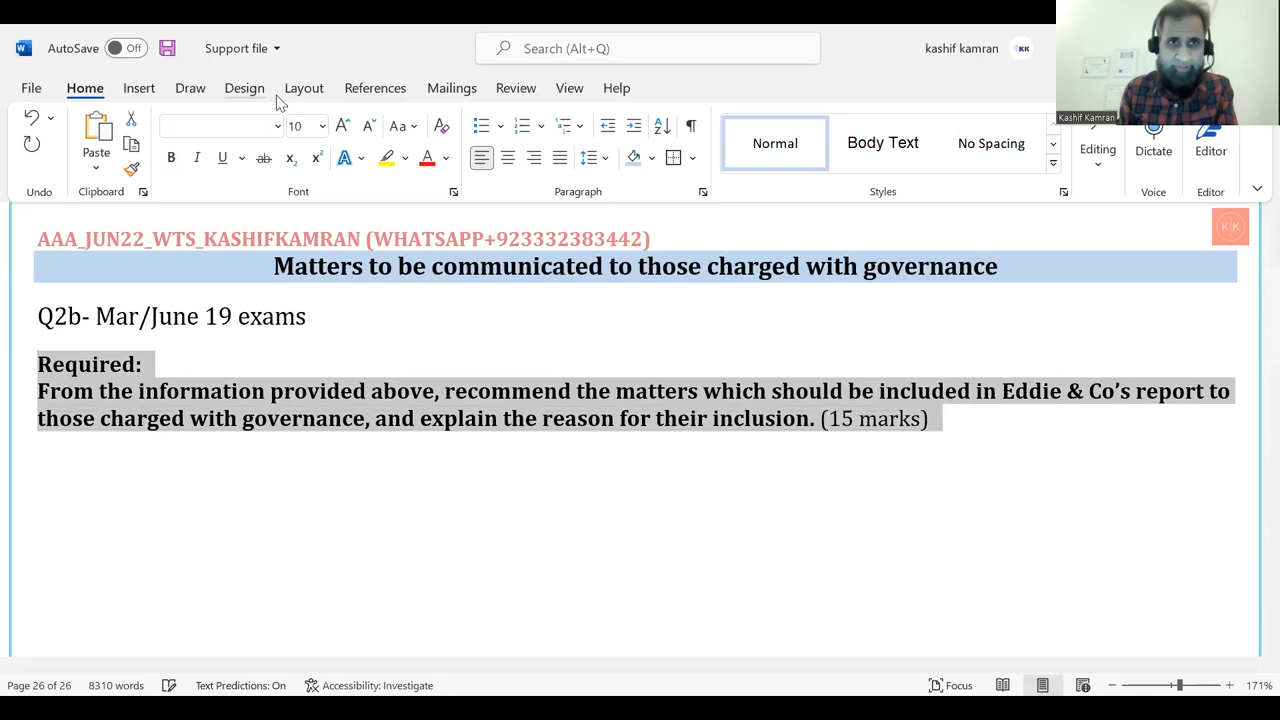 AutoSave Off Support file Search (Alt+Q) kashif kamran KK
File Home Insert Draw Design Layout References Mailings Review View Help
Kashif Kamran
10 Aa
Paste
B I U ab x₂ x² A A
Normal Body Text No Spacing
Editing Dictate Editor
Undo Clipboard Font Paragraph Styles Voice Editor
AAA_JUN22_WTS_KASHIFKAMRAN (WHATSAPP+923332383442)
K|K
Matters to be communicated to those charged with governance
Q2b- Mar/June 19 exams
Required:
From the information provided above, recommend the matters which should be included in Eddie & Co’s report to
those charged with governance, and explain the reason for their inclusion. (15 marks)
Page 26 of 26 8310 words Text Predictions: On Accessibility: Investigate Focus 171%